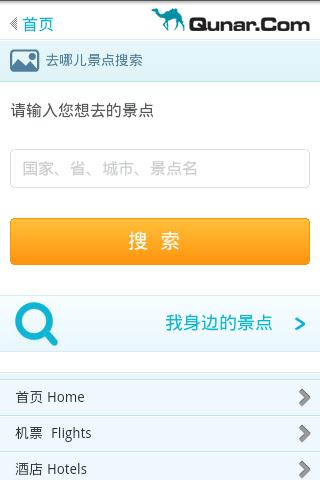 首页
Qunar.Com
去哪儿景点搜索
请输入您想去的景点
国家、省、城市、景点名
搜 索
我身边的景点
首页 Home
机票 Flights
酒店 Hotels